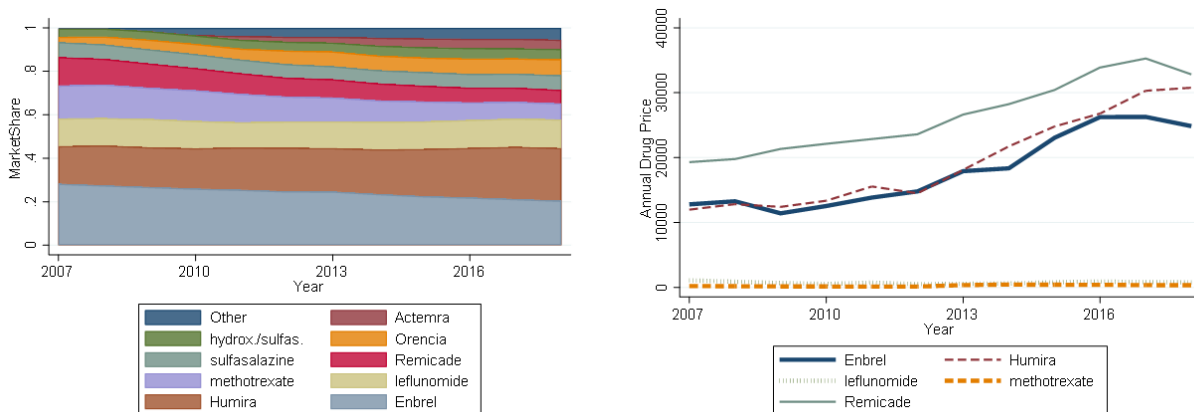 MarketShare
1
.8
.6
.4
.2
0
2007 2010 2013 2016
Year
Other Actemra
hydrox./sulfas. Orencia
sulfasalazine Remicade
methotrexate leflunomide
Humira Enbrel
Annual Drug Price
40000
30000
20000
10000
0
2007 2010 2013 2016
Year
Enbrel Humira
leflunomide methotrexate
Remicade